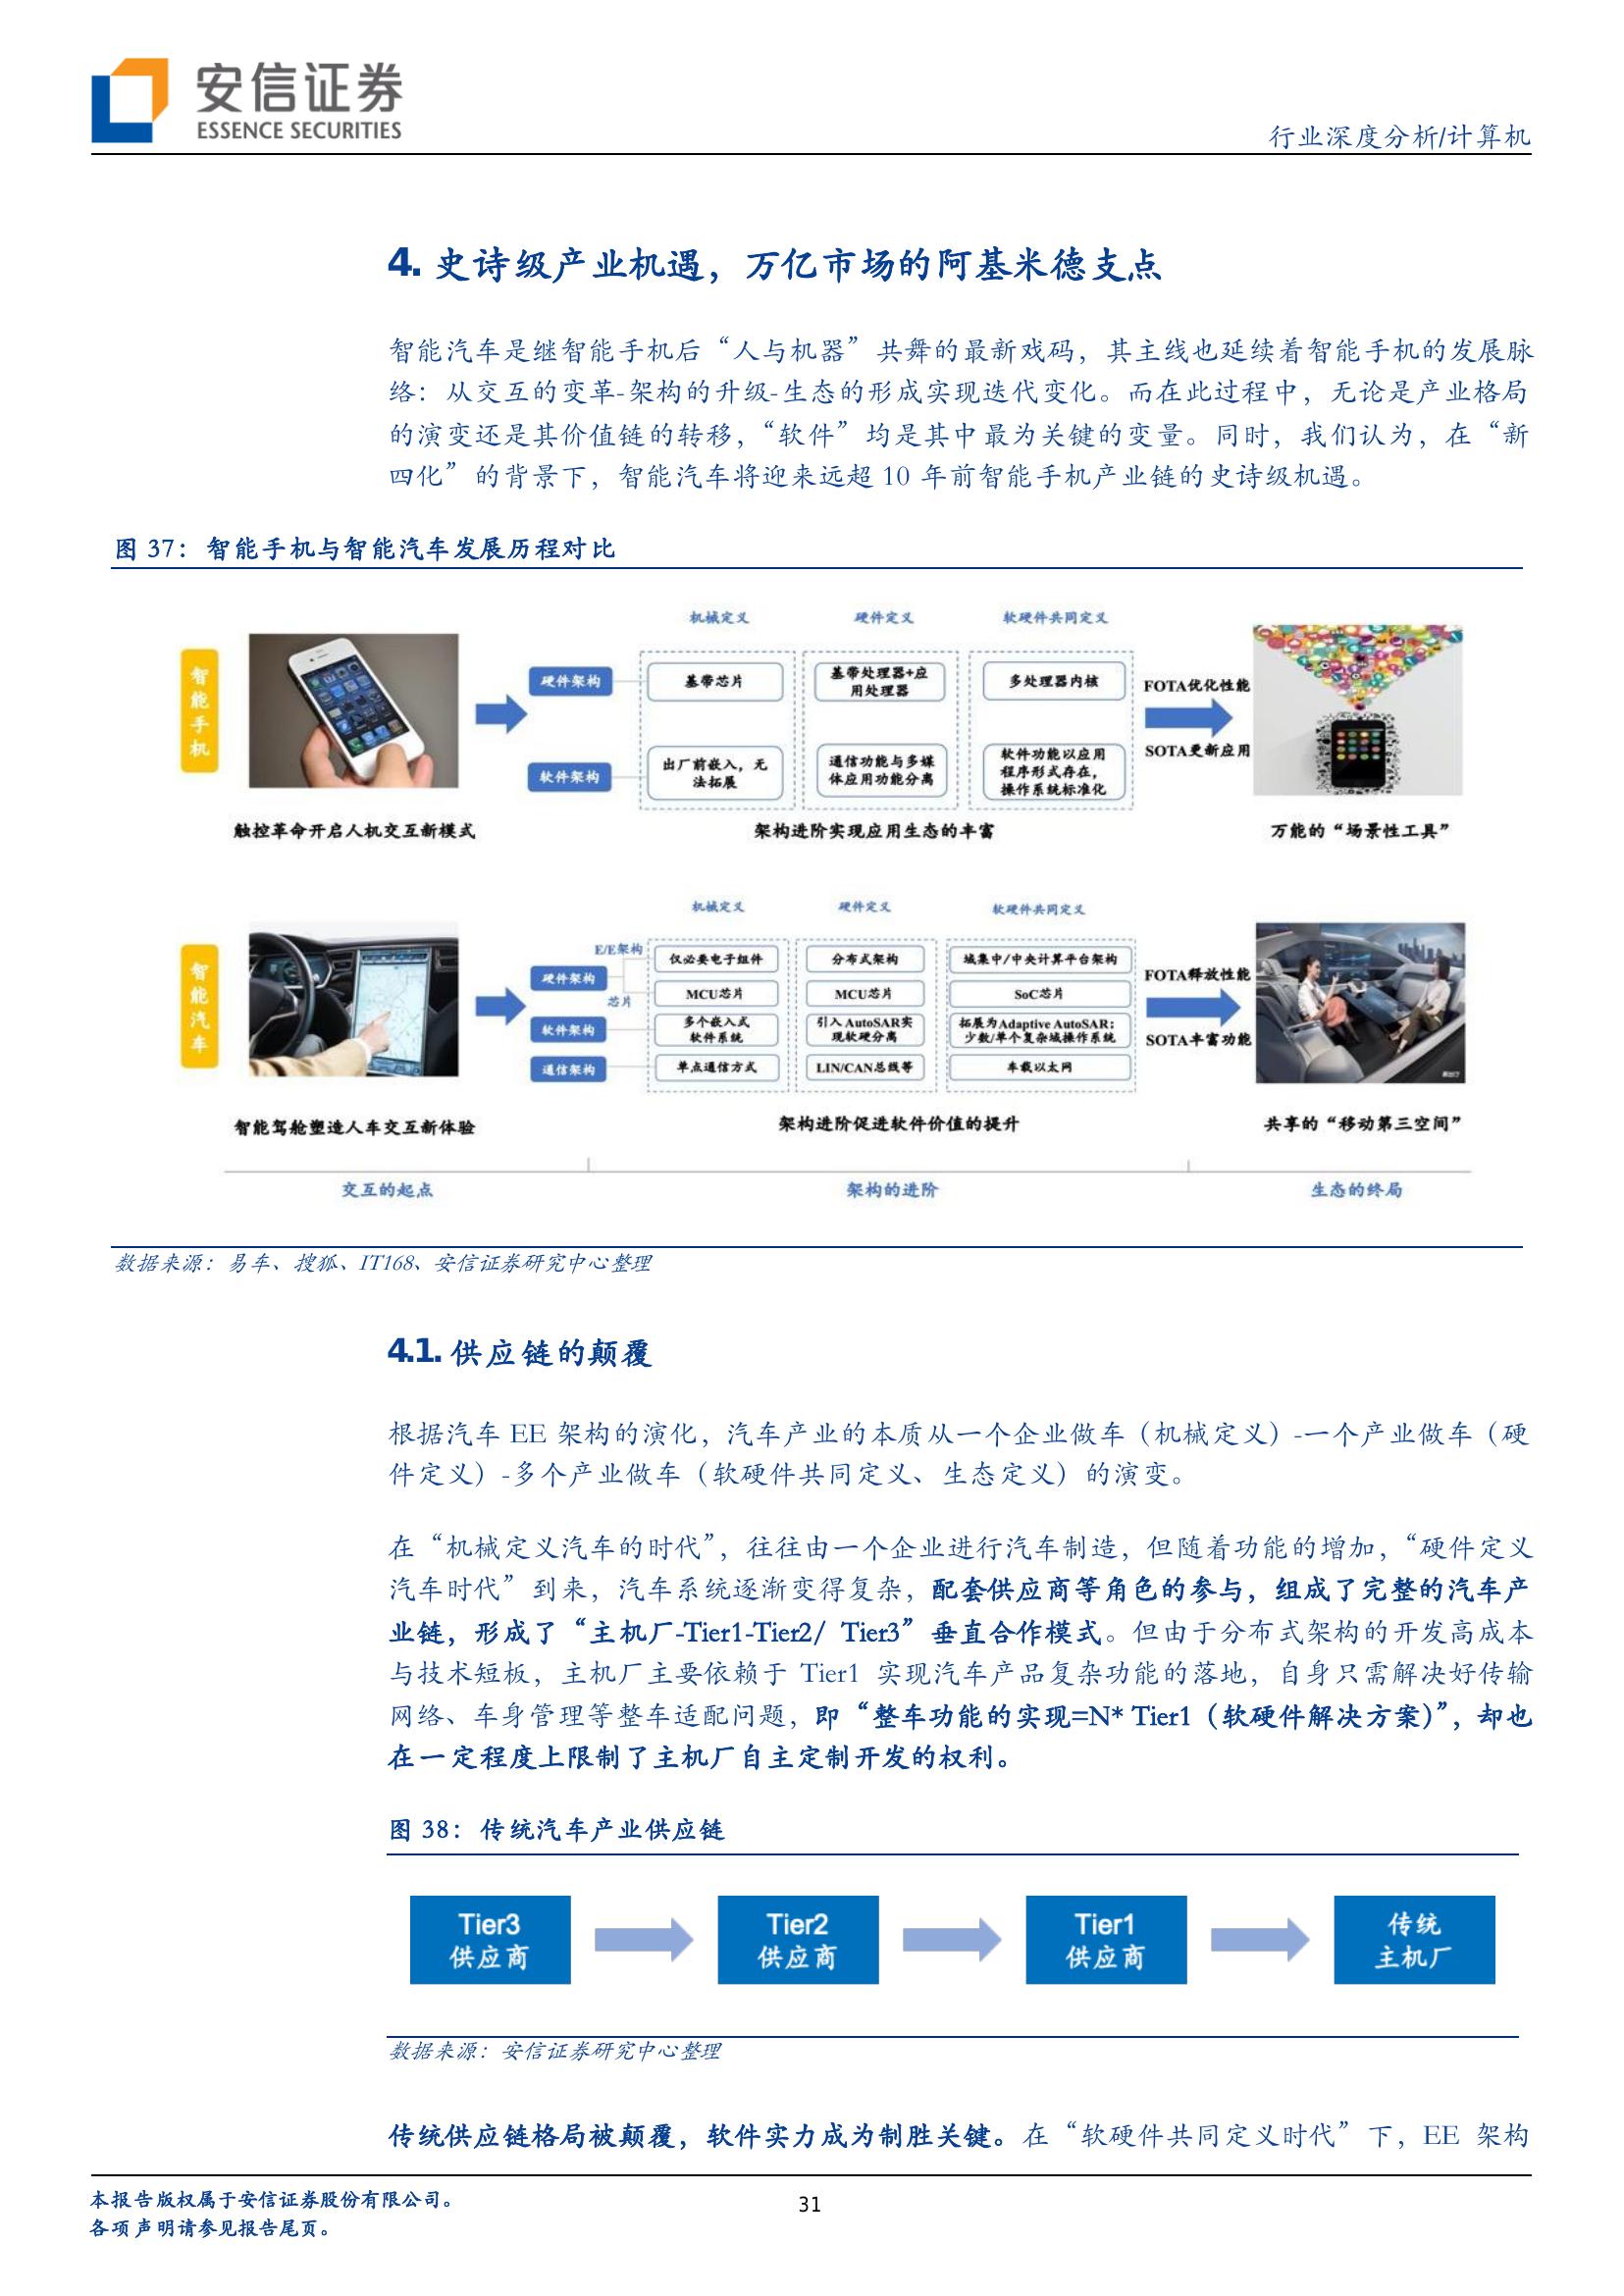 安信证券
ESSENCE SECURITIES
行业深度分析/计算机
4. 史诗级产业机遇，万亿市场的阿基米德支点
智能汽车是继智能手机后“人与机器”共舞的最新戏码，其主线也延续着智能手机的发展脉
络：从交互的变革-架构的升级-生态的形成实现迭代变化。而在此过程中，无论是产业格局
的演变还是其价值链的转移，“软件”均是其中最为关键的变量。同时，我们认为，在“新
四化”的背景下，智能汽车将迎来远超 10 年前智能手机产业链的史诗级机遇。
图 37：智能手机与智能汽车发展历程对比
机械定义
硬件定义
软硬件共同定义
智能手机
硬件架构
基带芯片
基带处理器+应
用处理器
多处理器内核
FOTA优化性能
SOTA更新应用
软件架构
出厂前嵌入，无
法拓展
通信功能与多媒
体应用功能分离
软件功能以应用
程序形式存在，
操作系统标准化
触控革命开启人机交互新模式
架构进阶实现应用生态的丰富
万能的“场景性工具”
机械定义
硬件定义
软硬件共同定义
智能汽车
E/E架构
硬件架构
芯片
仅必要电子组件
分布式架构
域集中/中央计算平台架构
MCU芯片
MCU芯片
SoC芯片
软件架构
多个嵌入式
软件系统
引入AutoSAR实
现软硬分离
拓展为Adaptive AutoSAR；
少数/单个复杂域操作系统
通信架构
单点通信方式
LIN/CAN总线等
车载以太网
FOTA释放性能
SOTA丰富功能
智能驾舱塑造人车交互新体验
架构进阶促进软件价值的提升
共享的“移动第三空间”
交互的起点
架构的进阶
生态的终局
数据来源：易车、搜狐、IT168、安信证券研究中心整理
4.1. 供应链的颠覆
根据汽车 EE 架构的演化，汽车产业的本质从一个企业做车（机械定义）-一个产业做车（硬
件定义）-多个产业做车（软硬件共同定义、生态定义）的演变。
在“机械定义汽车的时代”，往往由一个企业进行汽车制造，但随着功能的增加，“硬件定义
汽车时代”到来，汽车系统逐渐变得复杂，配套供应商等角色的参与，组成了完整的汽车产
业链，形成了“主机厂-Tier1-Tier2/ Tier3”垂直合作模式。但由于分布式架构的开发高成本
与技术短板，主机厂主要依赖于 Tier1 实现汽车产品复杂功能的落地，自身只需解决好传输
网络、车身管理等整车适配问题，即“整车功能的实现=N* Tier1（软硬件解决方案）”，却也
在一定程度上限制了主机厂自主定制开发的权利。
图 38：传统汽车产业供应链
Tier3
供应商
Tier2
供应商
Tier1
供应商
传统
主机厂
数据来源：安信证券研究中心整理
传统供应链格局被颠覆，软件实力成为制胜关键。在“软硬件共同定义时代”下，EE 架构
本报告版权属于安信证券股份有限公司。
各项声明请参见报告尾页。
31